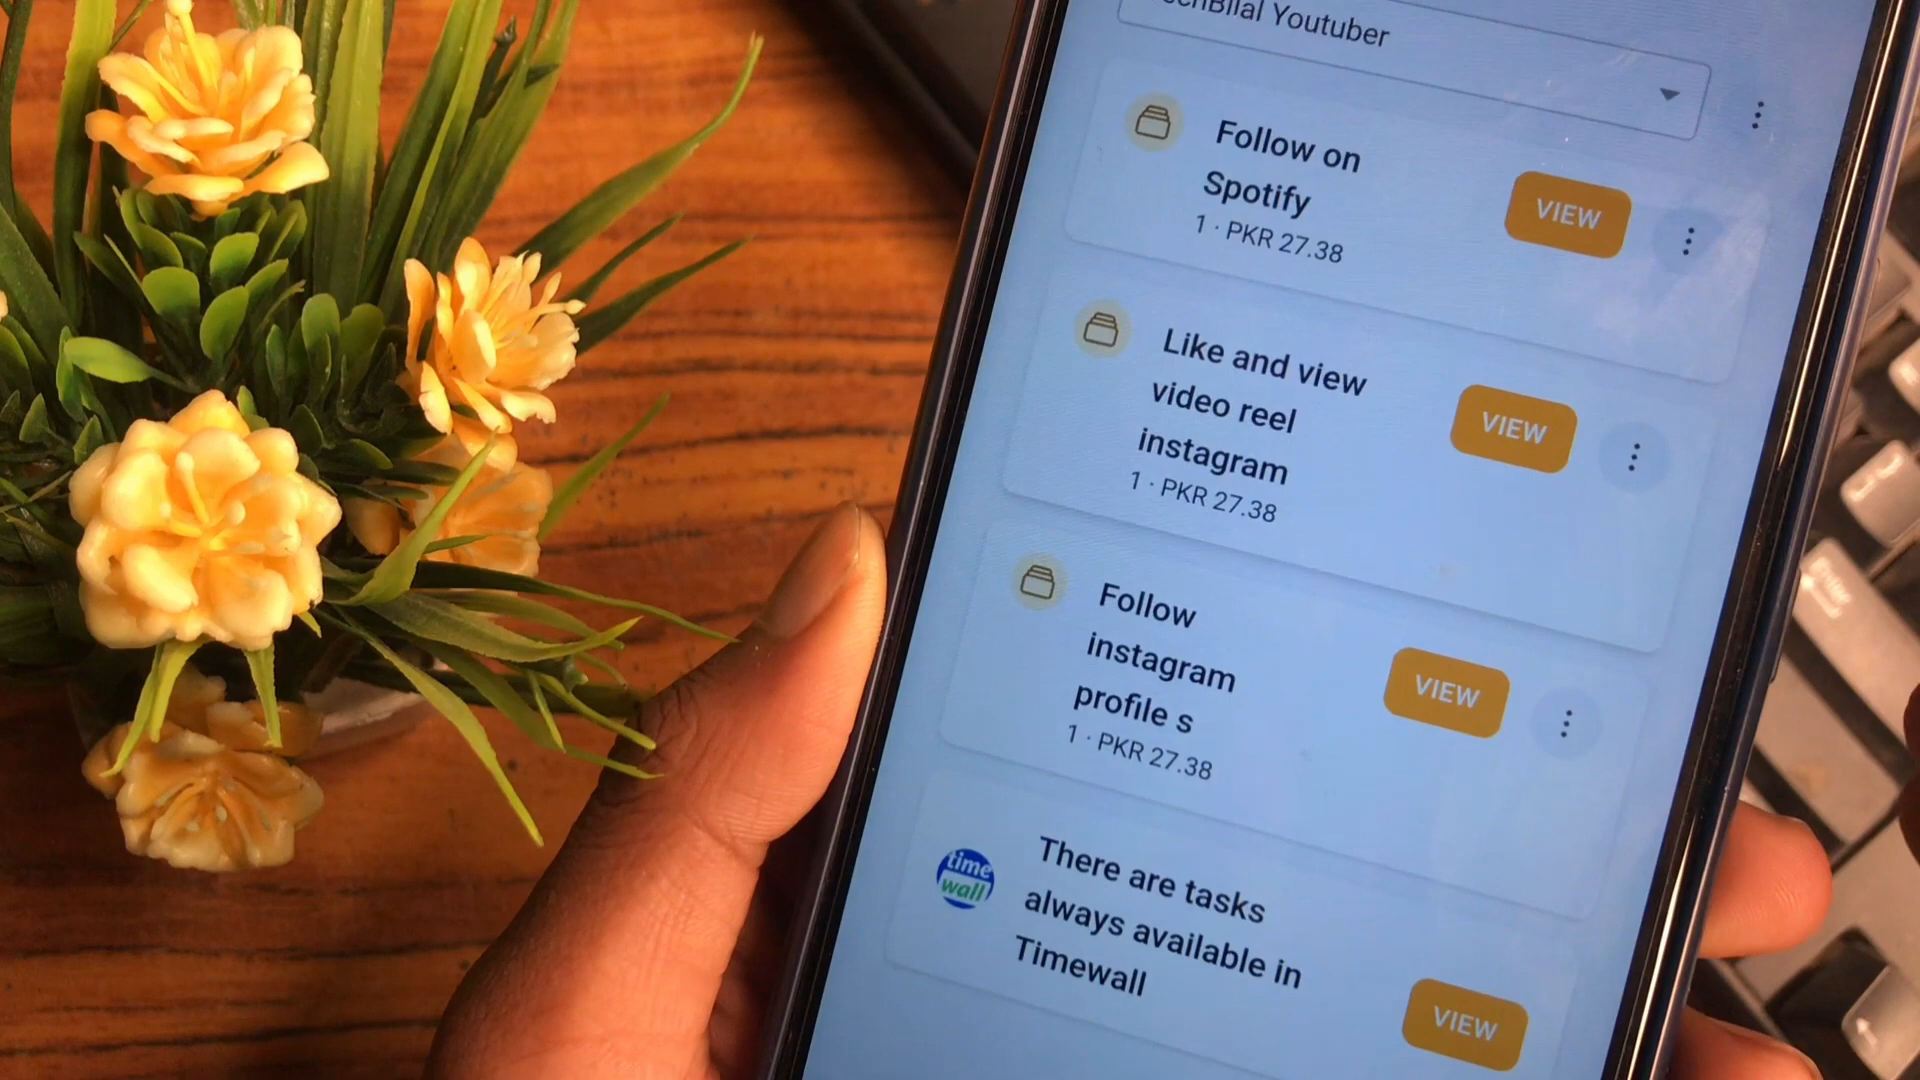 Youtuber
Follow on
Spotify
1 · PKR 27.38
VIEW
Like and view
video reel
instagram
1 · PKR 27.38
VIEW
Follow
instagram
profile s
1 · PKR 27.38
VIEW
time
wall
There are tasks
always available in
Timewall
VIEW